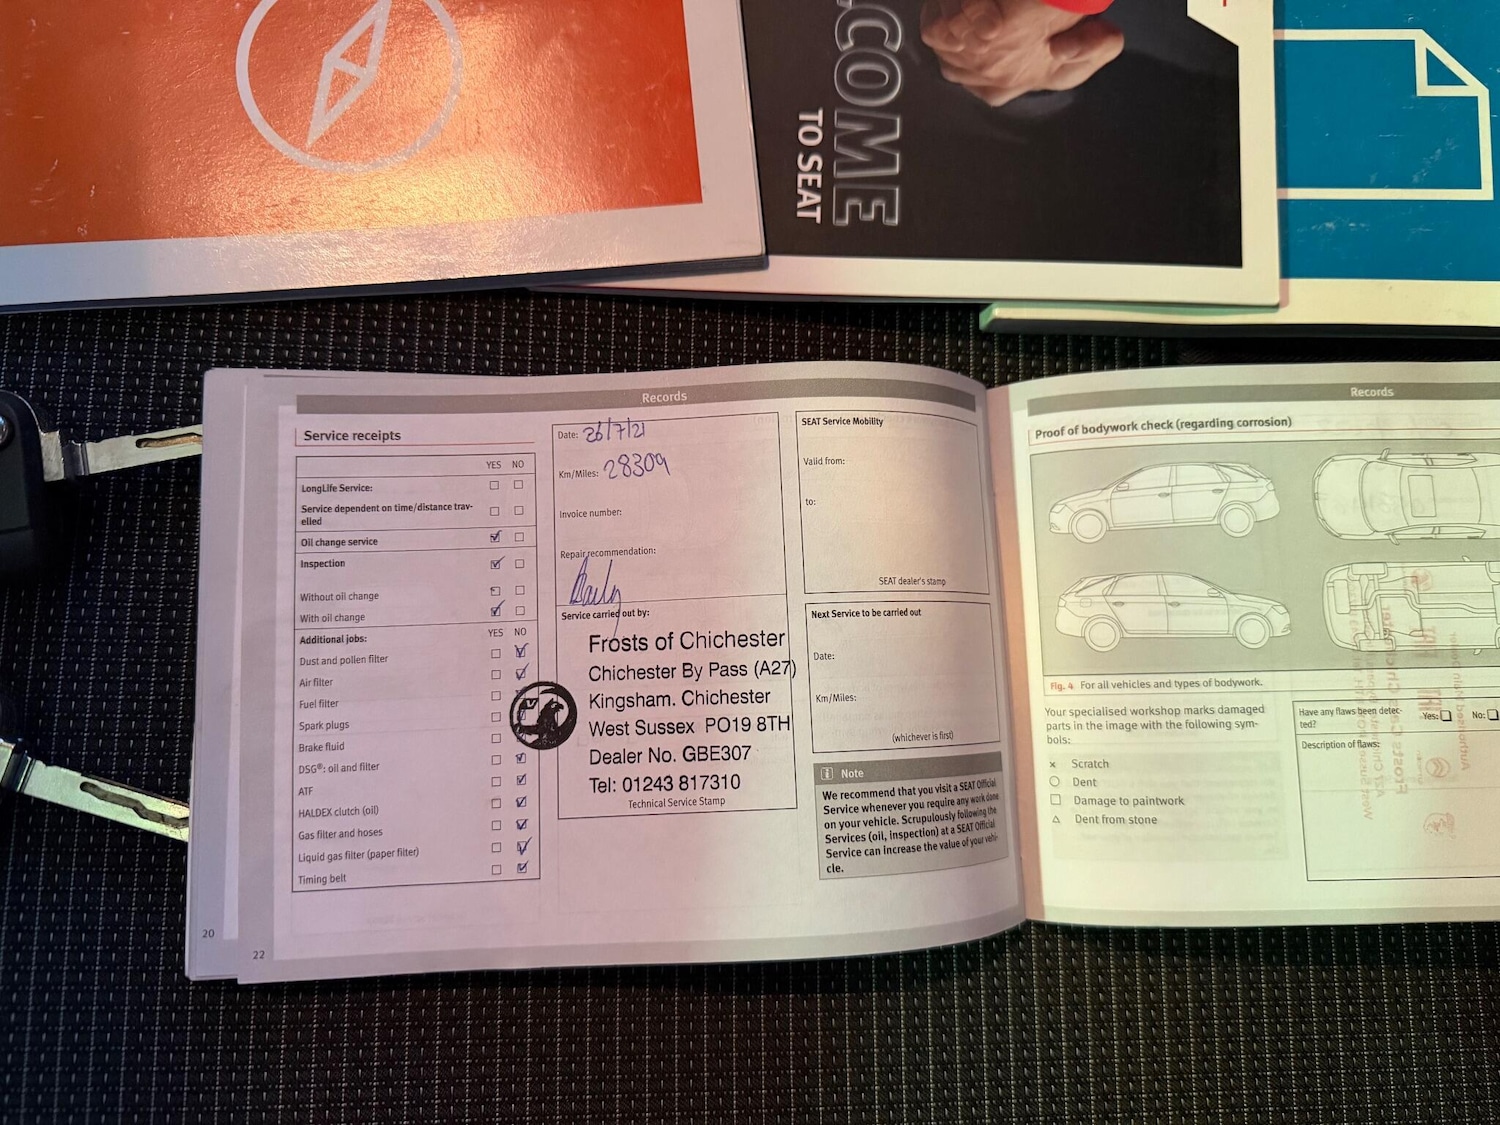 WELCOME
TO SEAT
Records
Service receipts
YES NO
LongLife Service:
Service dependent on time/distance trav-
elled
Oil change service
Inspection
Without oil change
With oil change
Additional jobs: YES NO
Dust and pollen filter
Air filter
Fuel filter
Spark plugs
Brake fluid
DSG®: oil and filter
ATF
HALDEX clutch (oil)
Gas filter and hoses
Liquid gas filter (paper filter)
Timing belt
20
22
Date: 26/7/21
Km/Miles: 28309
Invoice number:
Repair recommendation:
Service carried out by:
Frosts of Chichester
Chichester By Pass (A27)
Kingsham. Chichester
West Sussex PO19 8TH
Dealer No. GBE307
Tel: 01243 817310
Technical Service Stamp
SEAT Service Mobility
Valid from:
to:
SEAT dealer's stamp
Next Service to be carried out
Date:
Km/Miles:
(whichever is first)
i Note
We recommend that you visit a SEAT Official
Service whenever you require any work done
on your vehicle. Scrupulously following the
Services (oil, inspection) at a SEAT Official
Service can increase the value of your vehi-
cle.
Records
Proof of bodywork check (regarding corrosion)
Fig. 4 For all vehicles and types of bodywork.
Your specialised workshop marks damaged
parts in the image with the following sym-
bols:
x Scratch
○ Dent
□ Damage to paintwork
△ Dent from stone
Have any flaws been detec-
ted?
Yes: No:
Description of flaws: